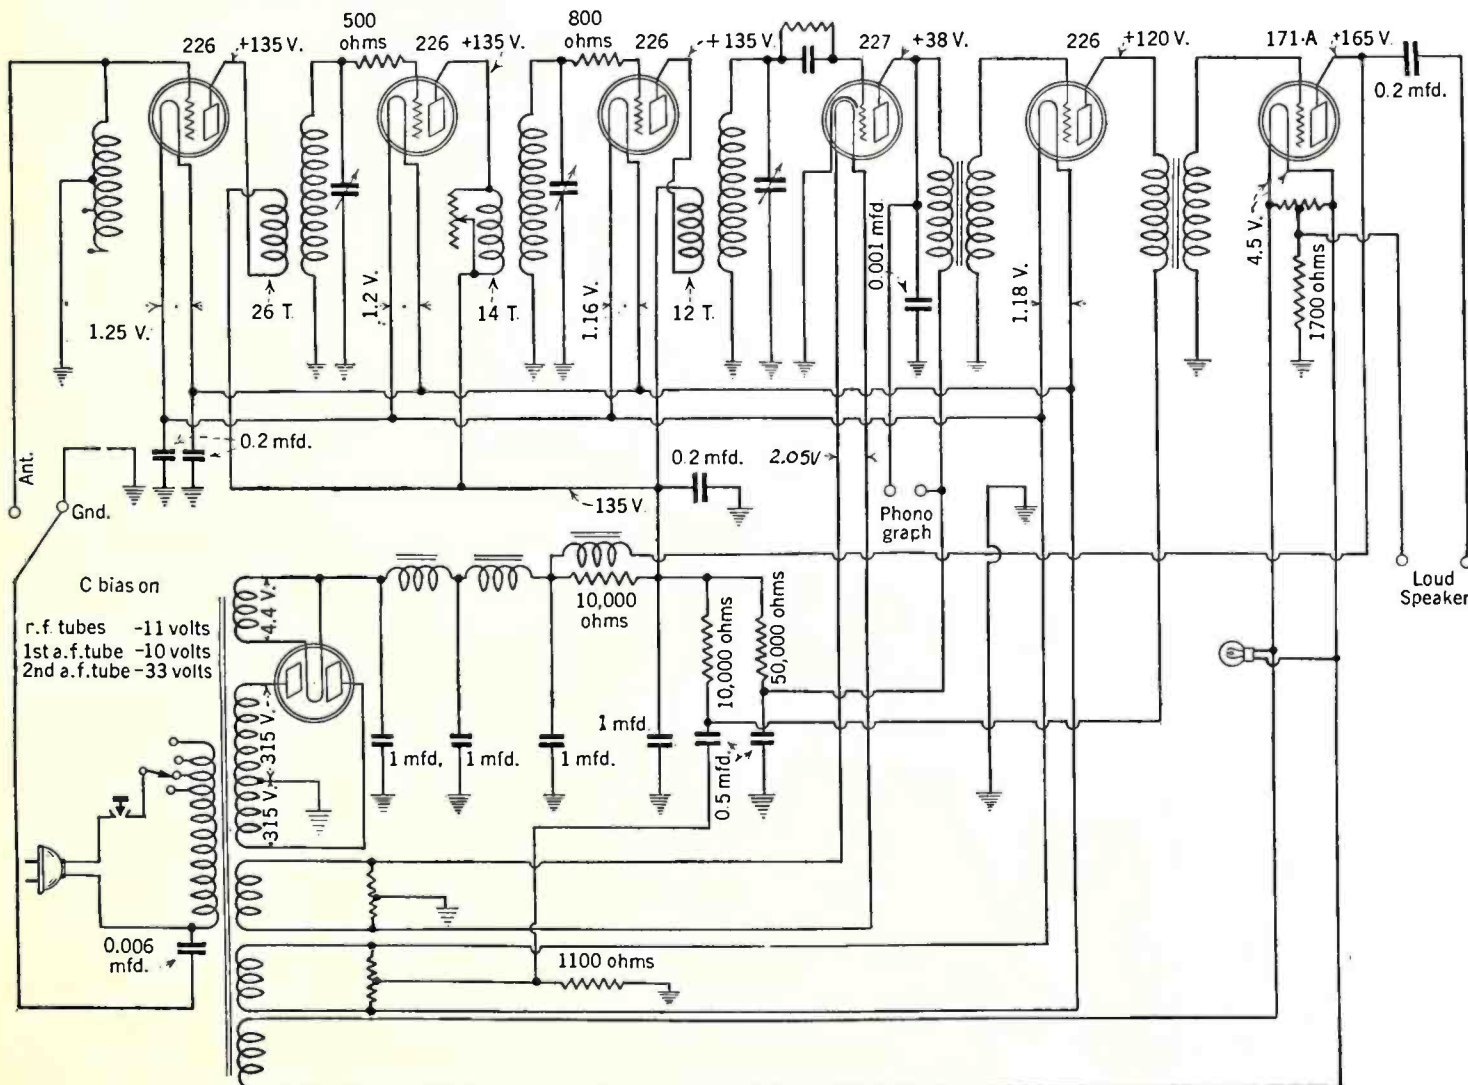 500
ohms
800
ohms
226
+135 V.
226
+135 V.
226
+135 V.
227
+38 V.
226
+120 V.
171-A
+165 V.
0.2 mfd.
1.25 V.
26 T.
1.2 V.
14 T.
1.16 V.
12 T.
0.001 mfd.
1.18 V.
4.5 V.
1700 ohms
Ant.
Gnd.
0.2 mfd.
-135 V.
0.2 mfd.
2.05V
Phono
graph
Loud
Speaker
C bias on
r.f. tubes -11 volts
1st a.f. tube -10 volts
2nd a.f. tube -33 volts
4.4 V.
315 V.
315 V.
10,000
ohms
10,000 ohms
50,000 ohms
1 mfd.
1 mfd.
1 mfd.
1 mfd.
0.5 mfd.
0.006
mfd.
1100 ohms